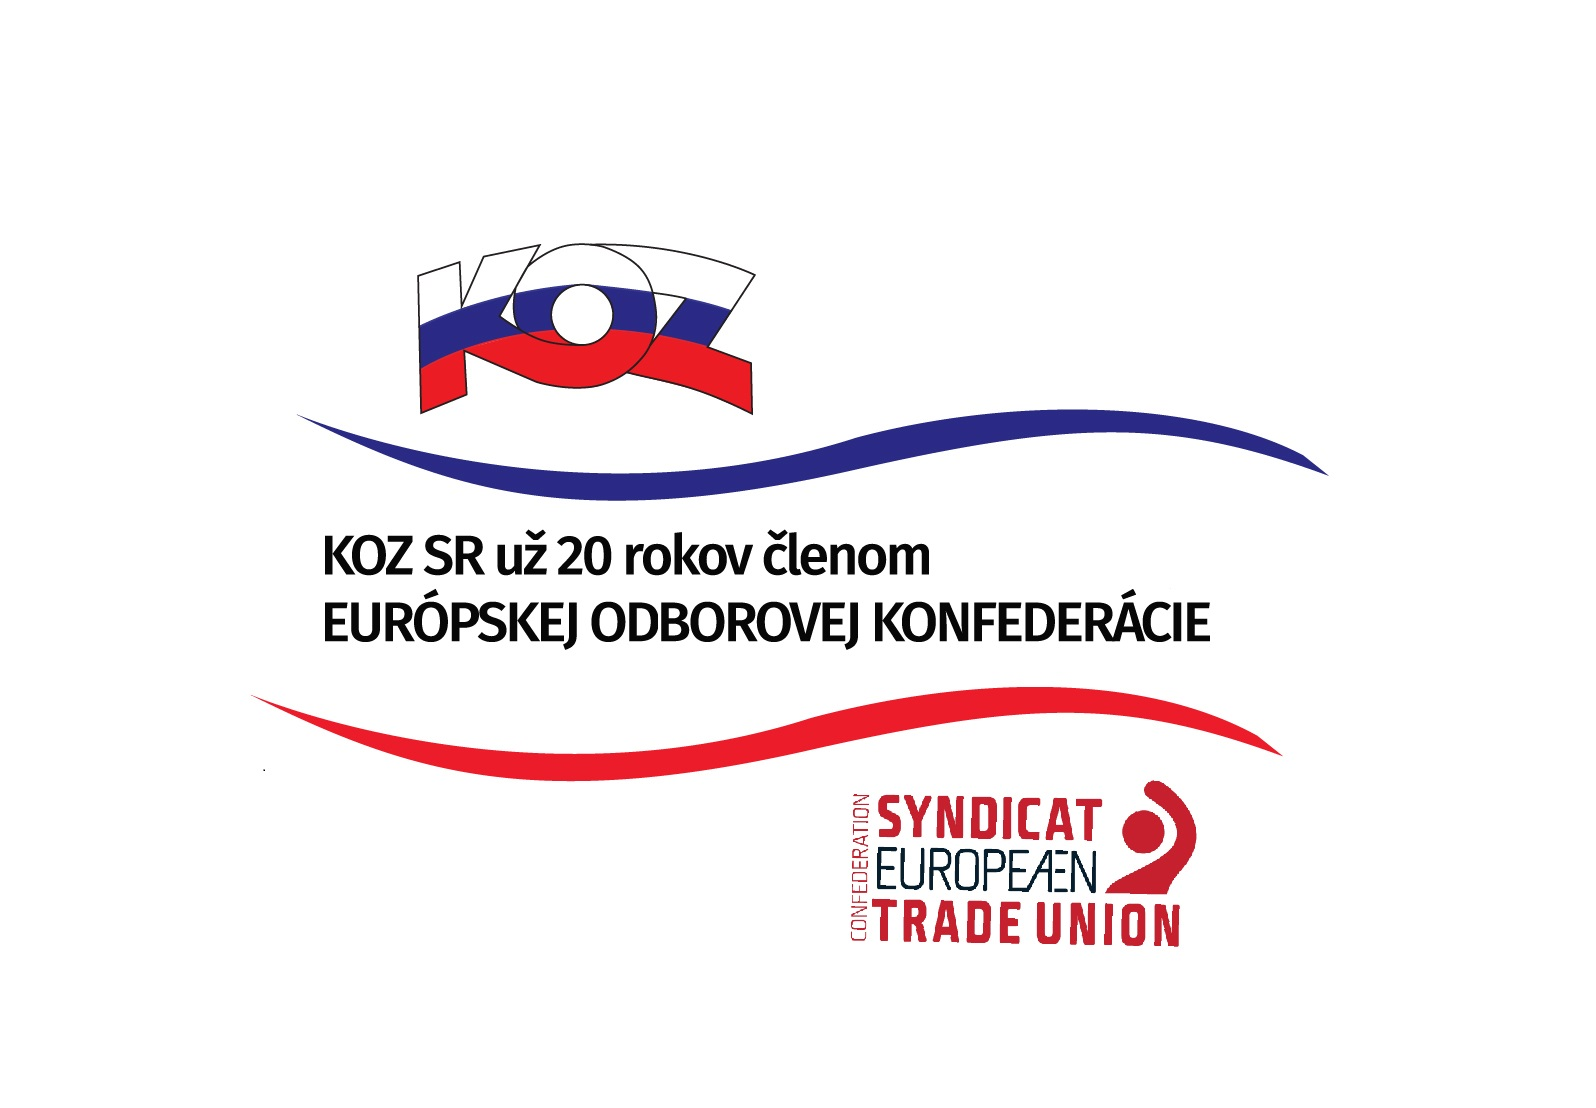 KOZ
KOZ SR už 20 rokov členom
EURÓPSKEJ ODBOROVEJ KONFEDERÁCIE
CONFEDERATION
SYNDICAT
EUROPEÆN
TRADE UNION